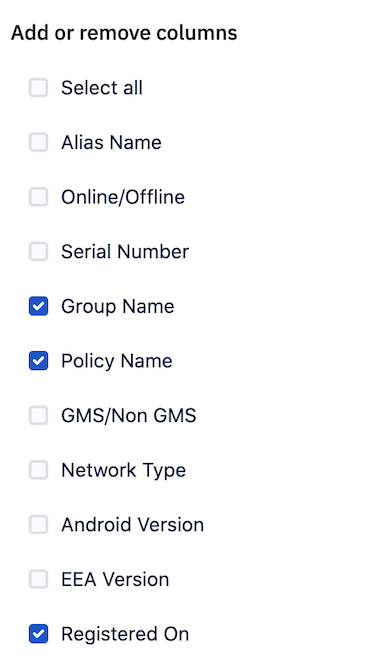 Add or remove columns
Select all
Alias Name
Online/Offline
Serial Number
Group Name
Policy Name
GMS/Non GMS
Network Type
Android Version
EEA Version
Registered On